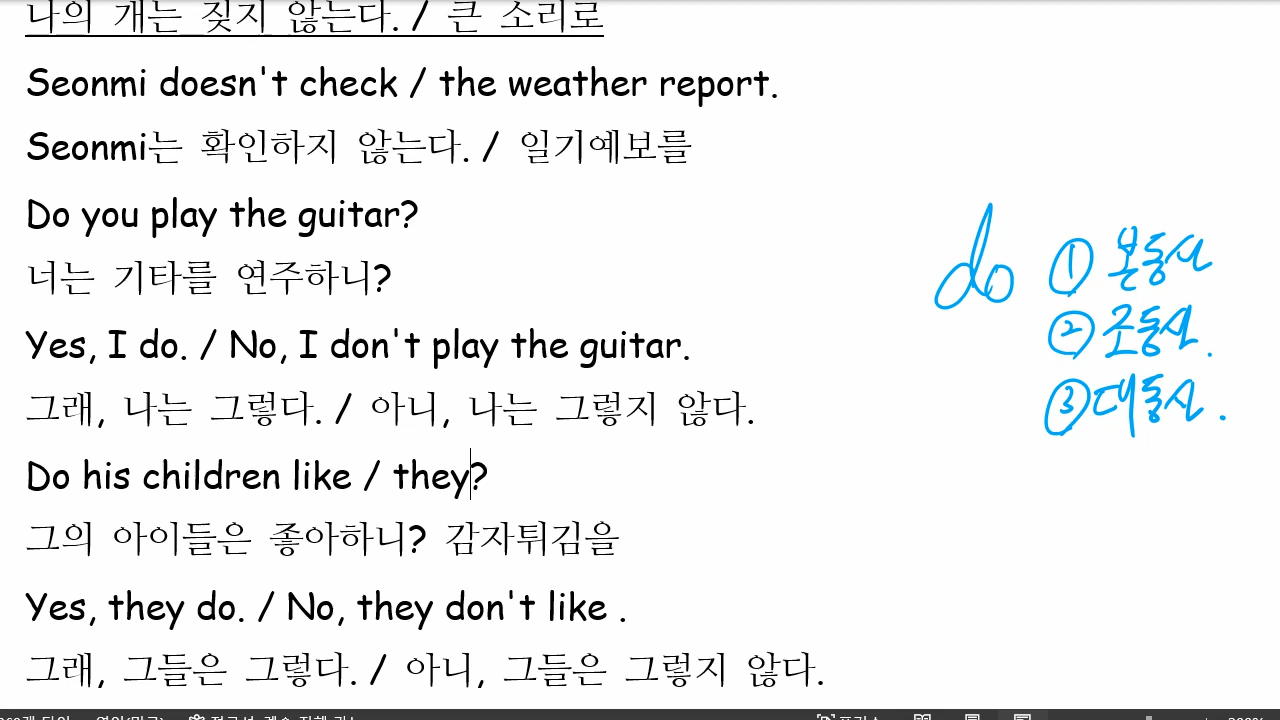 나의 개는 짖지 않는다. / 큰 소리로
Seonmi doesn't check / the weather report.
Seonmi는 확인하지 않는다. / 일기예보를
Do you play the guitar?
너는 기타를 연주하니?
Yes, I do. / No, I don't play the guitar.
그래, 나는 그렇다. / 아니, 나는 그렇지 않다.
Do his children like / they?
그의 아이들은 좋아하니? 감자튀김을
Yes, they do. / No, they don't like .
그래, 그들은 그렇다. / 아니, 그들은 그렇지 않다.
do ① 본동사
② 조동사.
③ 대동사.